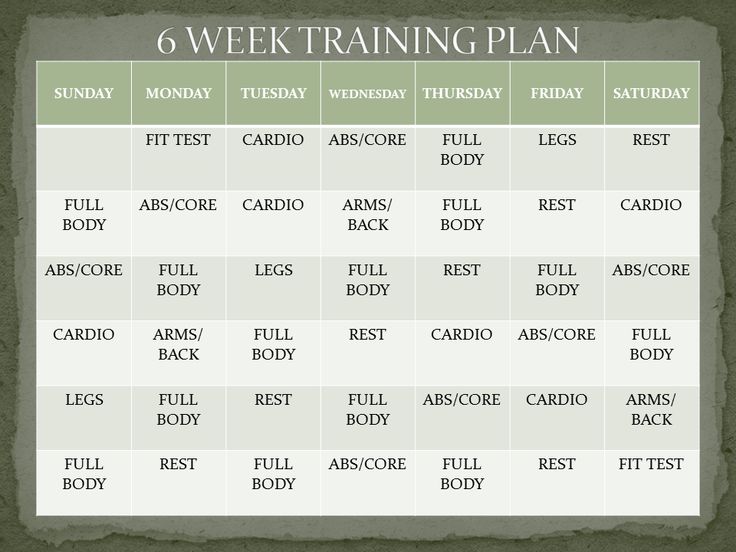 6 WEEK TRAINING PLAN
SUNDAY MONDAY TUESDAY WEDNESDAY THURSDAY FRIDAY SATURDAY
FIT TEST CARDIO ABS/CORE FULL BODY LEGS REST
FULL BODY ABS/CORE CARDIO ARMS/ BACK FULL BODY REST CARDIO
ABS/CORE FULL BODY LEGS FULL BODY REST FULL BODY ABS/CORE
CARDIO ARMS/ BACK FULL BODY REST CARDIO ABS/CORE FULL BODY
LEGS FULL BODY REST FULL BODY ABS/CORE CARDIO ARMS/ BACK
FULL BODY REST FULL BODY ABS/CORE FULL BODY REST FIT TEST